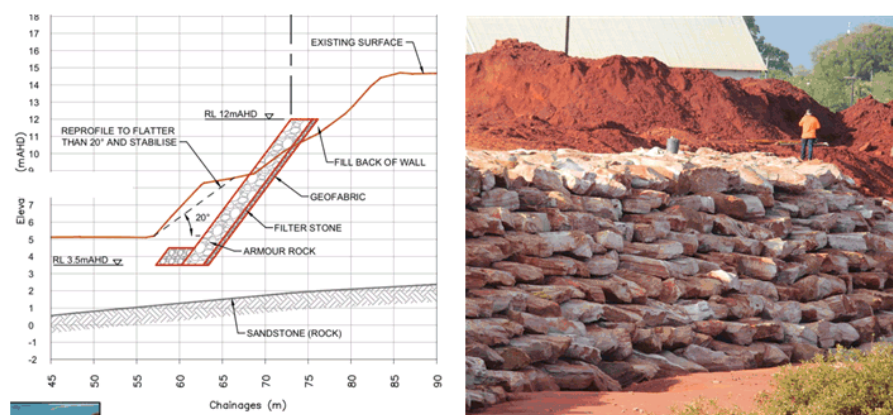 18
17
16
15
14
13
12
11
10
9
7
6
5
4
3
2
1
0
-1
-2
(mAHD)
Eleva
EXISTING SURFACE
RL 12mAHD
REPROFILE TO FLATTER
THAN 20° AND STABILISE
FILL BACK OF WALL
GEOFABRIC
20°
FILTER STONE
ARMOUR ROCK
RL 3.5mAHD
SANDSTONE (ROCK)
45 50 55 60 65 70 75 80 85 90
Chainages (m)